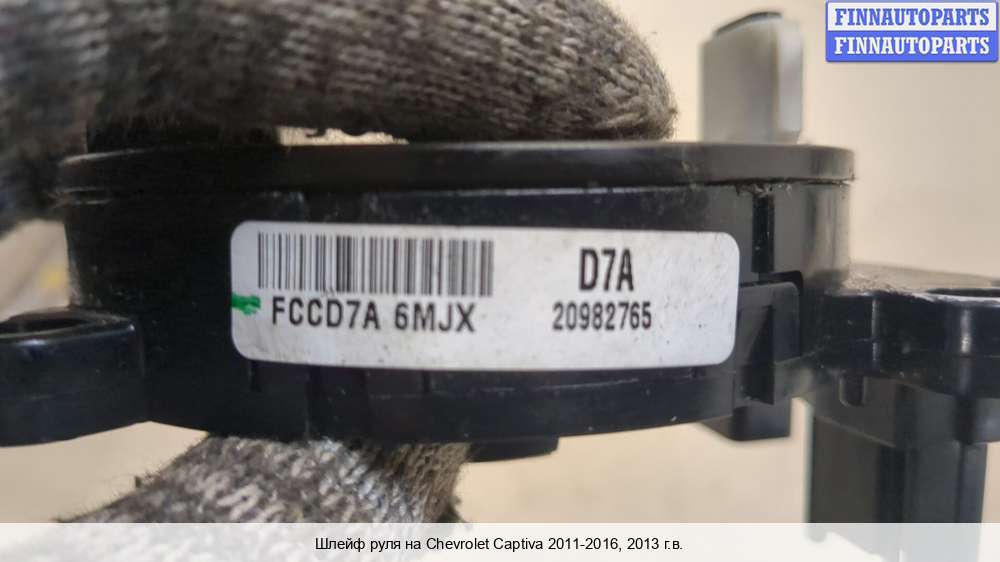 FINNAUTOPARTS
FINNAUTOPARTS
D7A
FCCD7A 6MJX
20982765
Шлейф руля на Chevrolet Captiva 2011-2016, 2013 г.в.